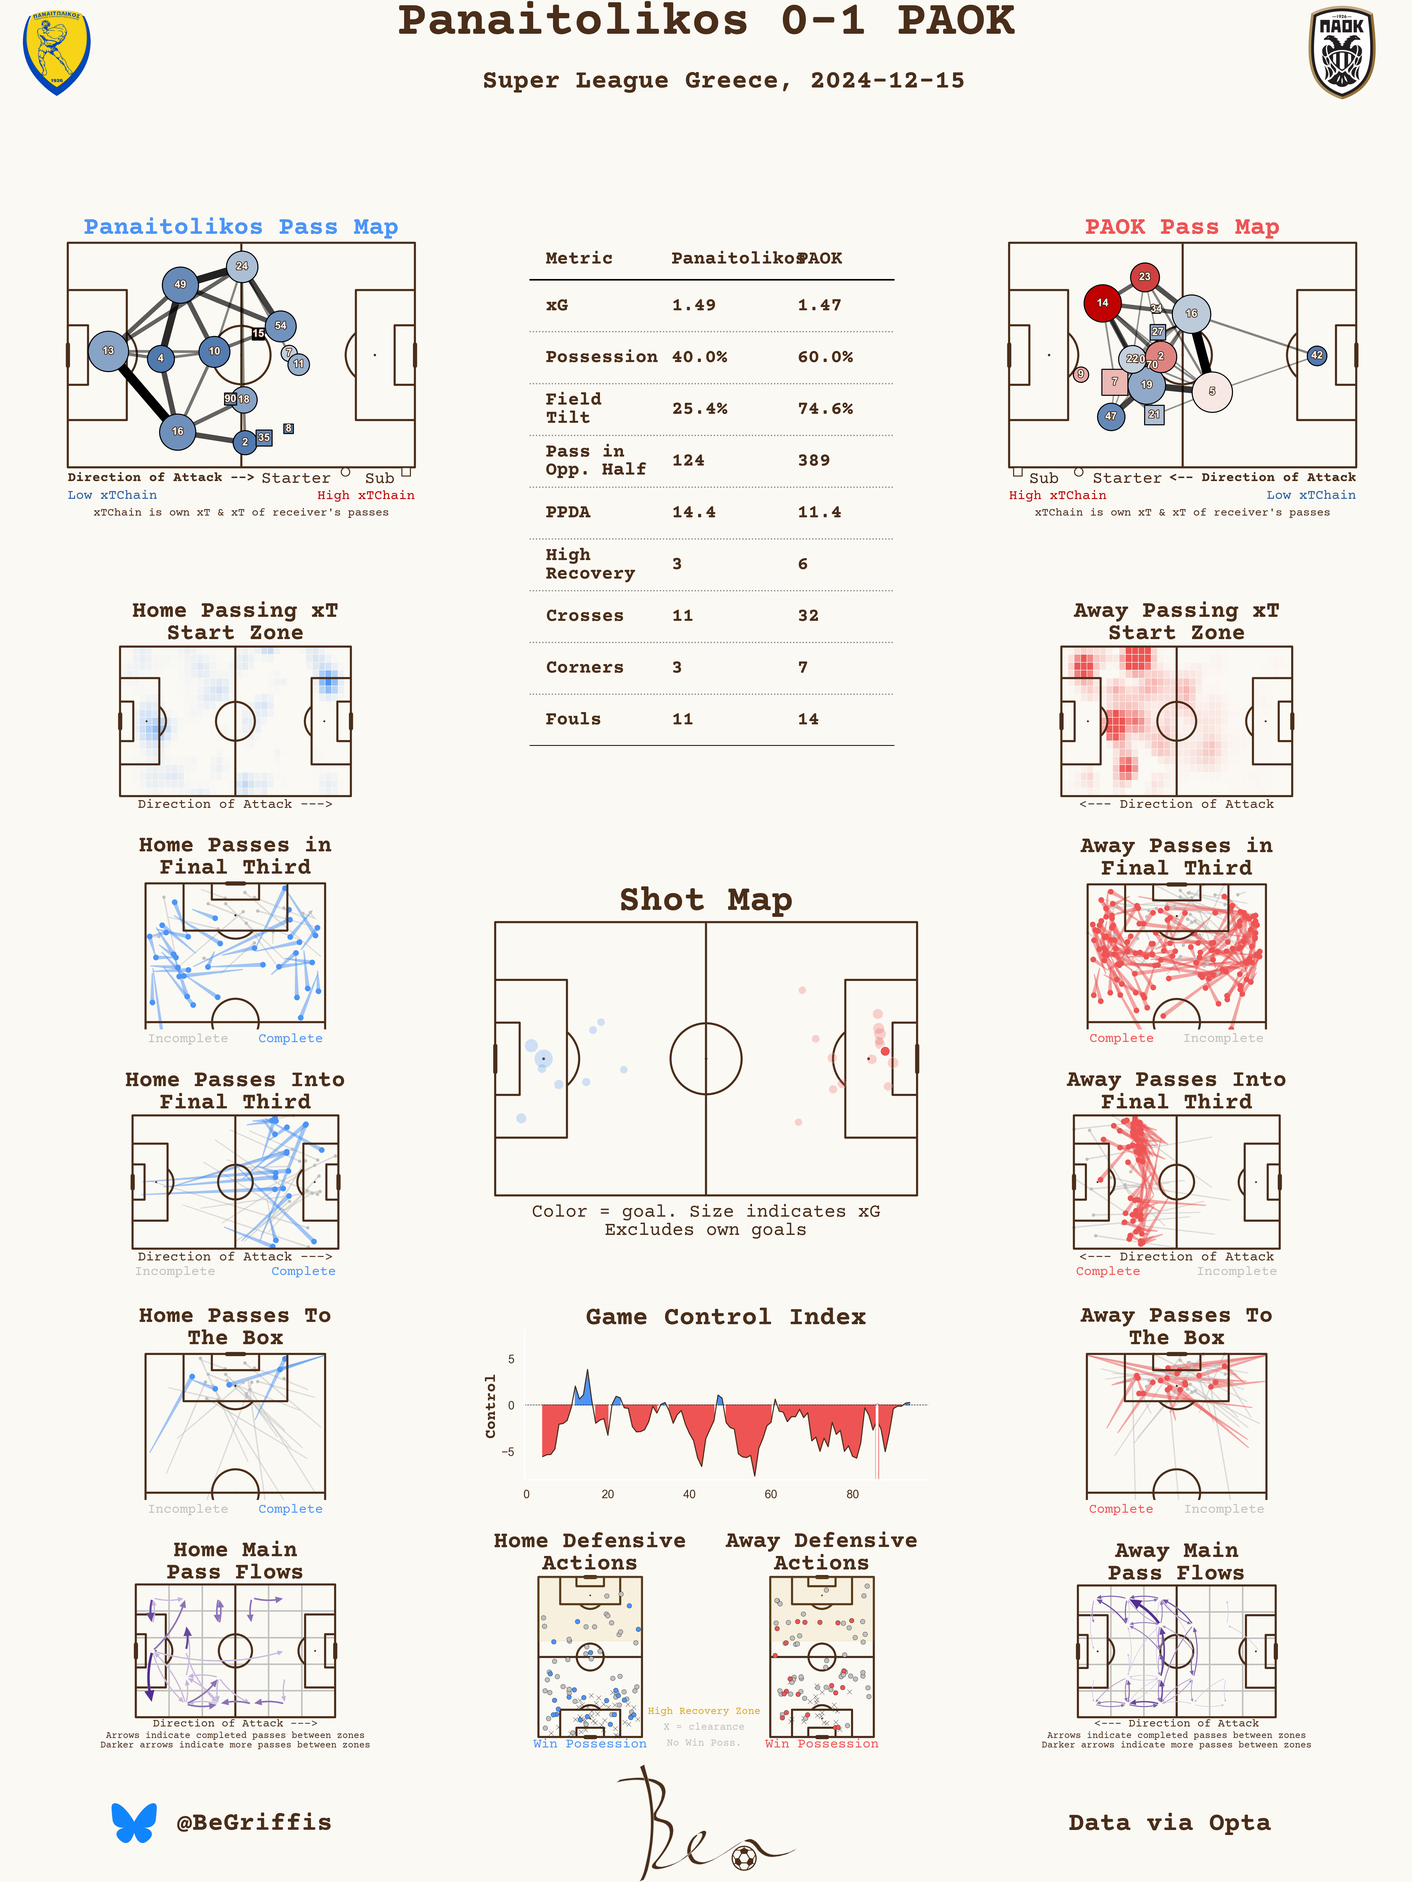 Panaitolikos 0-1 PAOK
Super League Greece, 2024-12-15
ΠΑΝΑΙΤΩΛΙΚΟΣ
1926
1926
ΠΑΟΚ
Panaitolikos Pass Map
24
49
54
15
13
4
10
7
11
90
18
16
2
35
8
Direction of Attack --> Starter Sub
Low xTChain High xTChain
xTChain is own xT & xT of receiver's passes
Metric Panaitolikos PAOK
xG 1.49 1.47
Possession 40.0% 60.0%
Field
Tilt 25.4% 74.6%
Pass in
Opp. Half 124 389
PPDA 14.4 11.4
High
Recovery 3 6
Crosses 11 32
Corners 3 7
Fouls 11 14
PAOK Pass Map
23
14
34
16
27
2
70
42
9
7
19
5
47
21
Sub Starter <-- Direction of Attack
High xTChain Low xTChain
xTChain is own xT & xT of receiver's passes
Home Passing xT
Start Zone
Direction of Attack --->
Away Passing xT
Start Zone
<--- Direction of Attack
Home Passes in
Final Third
Incomplete Complete
Away Passes in
Final Third
Complete Incomplete
Shot Map
Color = goal. Size indicates xG
Excludes own goals
Home Passes Into
Final Third
Direction of Attack --->
Incomplete Complete
Away Passes Into
Final Third
<--- Direction of Attack
Complete Incomplete
Home Passes To
The Box
Incomplete Complete
Game Control Index
Control
5
0
−5
0 20 40 60 80
Away Passes To
The Box
Complete Incomplete
Home Main
Pass Flows
Direction of Attack --->
Arrows indicate completed passes between zones
Darker arrows indicate more passes between zones
Home Defensive
Actions
Win Possession
Away Defensive
Actions
Win Possession
High Recovery Zone
X = clearance
No Win Poss.
Away Main
Pass Flows
<--- Direction of Attack
Arrows indicate completed passes between zones
Darker arrows indicate more passes between zones
@BeGriffis
Ben
Data via Opta